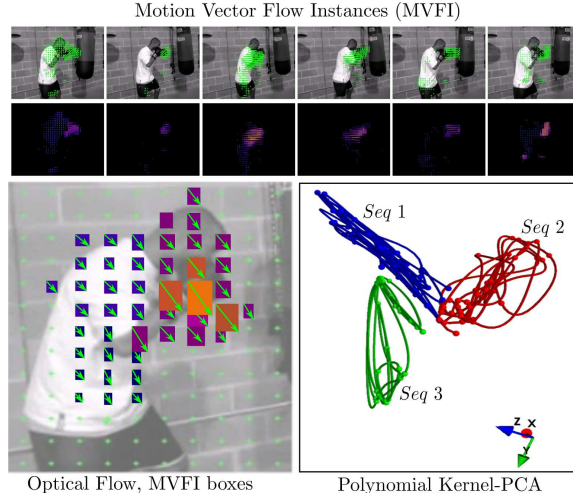 Motion Vector Flow Instances (MVFI)
Seq 1
Seq 2
Seq 3
z x
y
Optical Flow, MVFI boxes
Polynomial Kernel-PCA